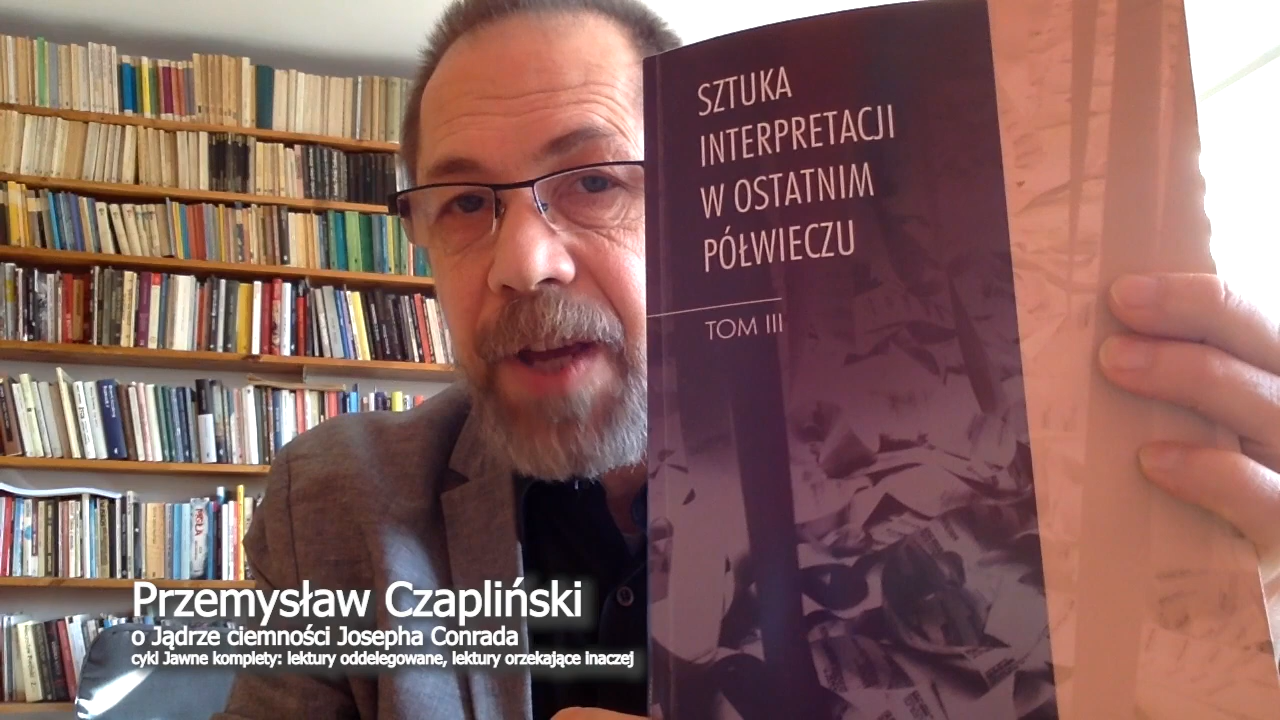 SZTUKA
INTERPRETACJI
W OSTATNIM
PÓŁWIECZU
TOM III
Przemysław Czapliński
o Jądrze ciemności Josepha Conrada
cykl Jawne komplety: lektury oddelegowane, lektury orzekające inaczej